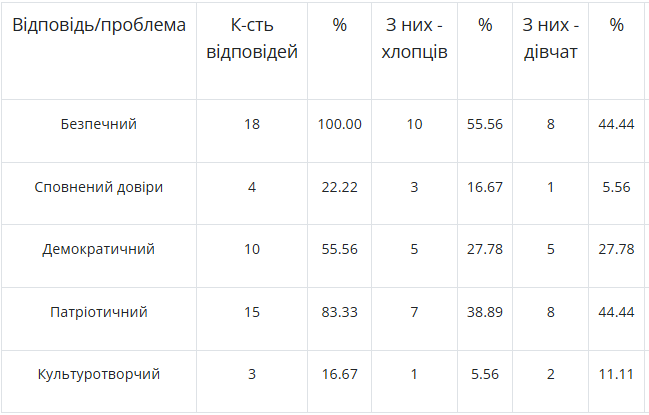 Відповідь/проблема К-сть відповідей % З них - хлопців % З них - дівчат %
Безпечний 18 100.00 10 55.56 8 44.44
Сповнений довіри 4 22.22 3 16.67 1 5.56
Демократичний 10 55.56 5 27.78 5 27.78
Патріотичний 15 83.33 7 38.89 8 44.44
Культуротворчий 3 16.67 1 5.56 2 11.11